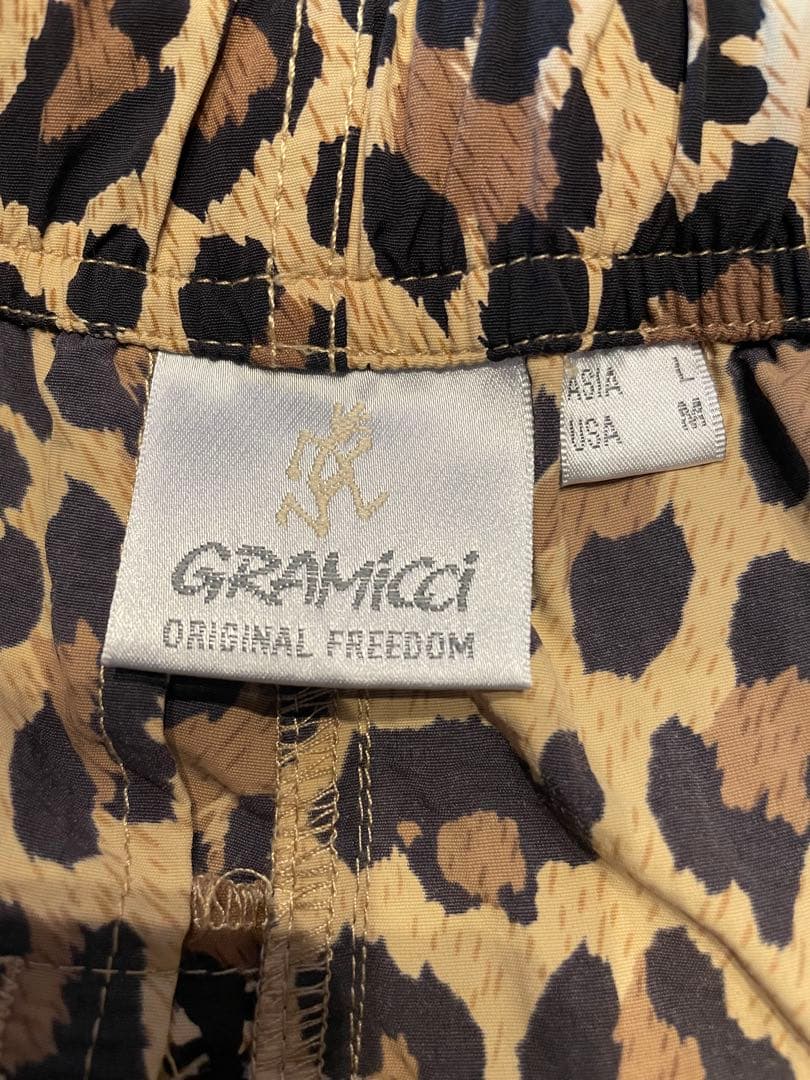 GRAMiCCi
ORIGINAL FREEDOM
ASIA L
USA M